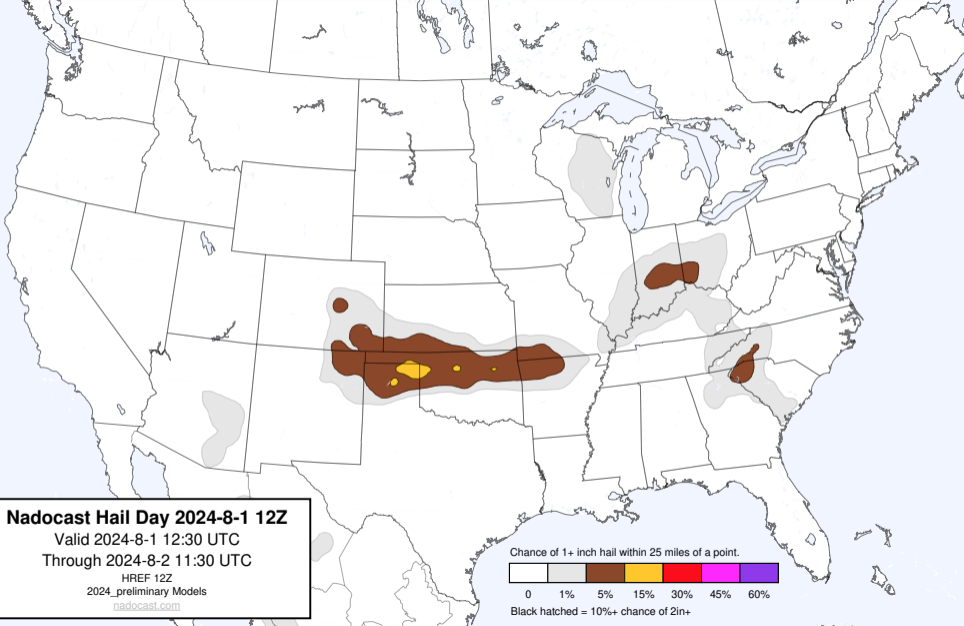 Nadocast Hail Day 2024-8-1 12Z
Valid 2024-8-1 12:30 UTC
Through 2024-8-2 11:30 UTC
HREF 12Z
2024_preliminary Models
nadocast.com
Chance of 1+ inch hail within 25 miles of a point.
0 1% 5% 15% 30% 45% 60%
Black hatched = 10%+ chance of 2in+